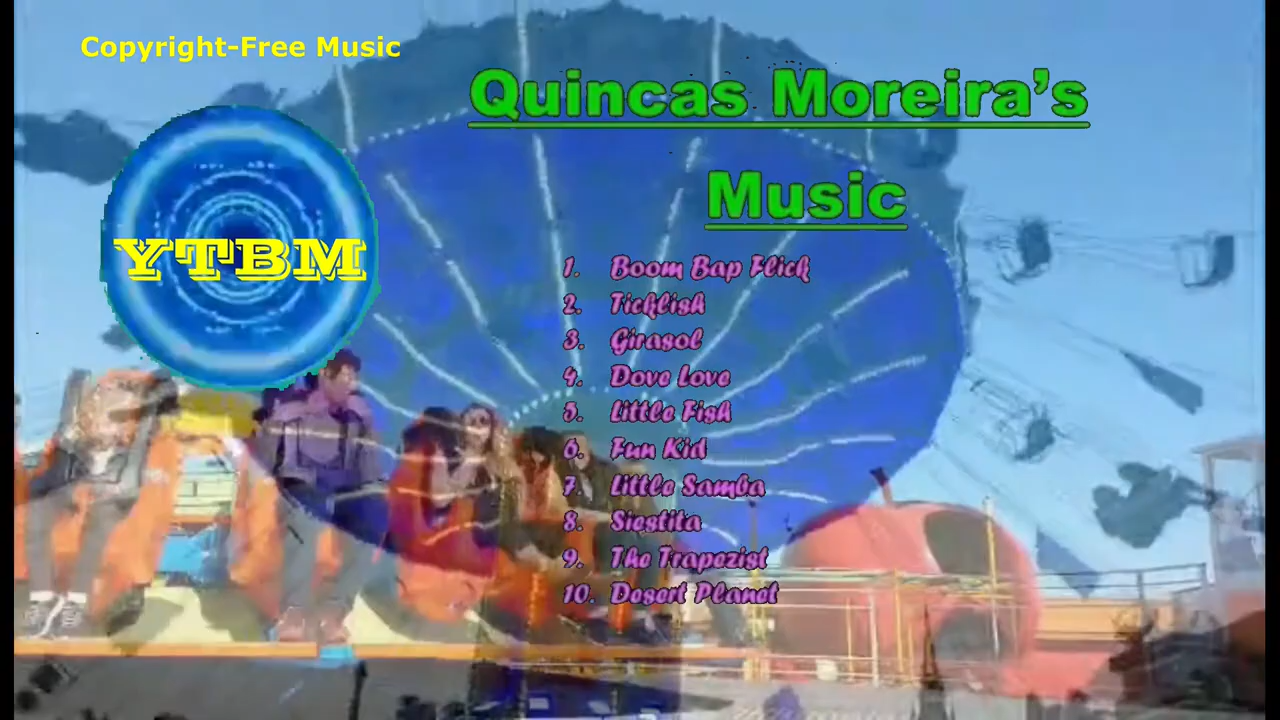 Copyright-Free Music
Quincas Moreira's
Music
YTBM
1. Boom Bap Flick
2. Ticklish
3. Girasol
4. Dove Love
5. Little Fish
6. Fun Kid
7. Little Samba
8. Siestita
9. The Trapezist
10. Desert Planet